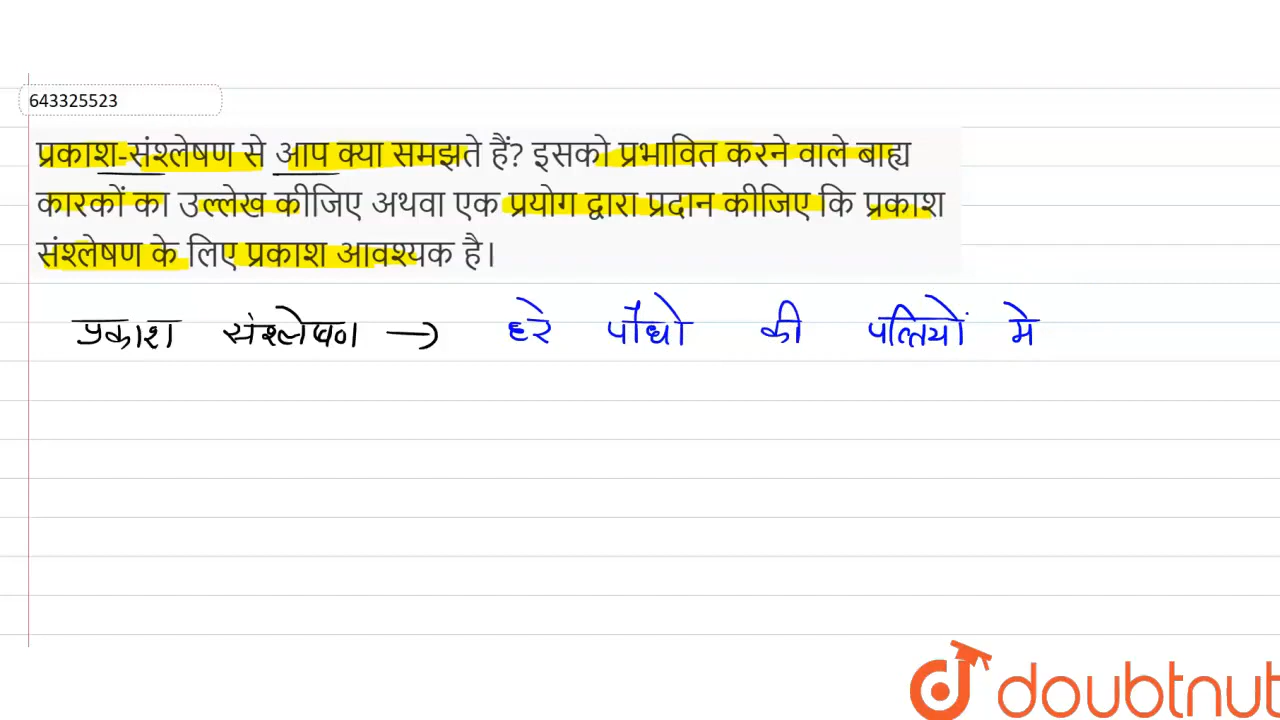 643325523
प्रकाश-संश्लेषण से आप क्या समझते हैं? इसको प्रभावित करने वाले बाह्य
कारकों का उल्लेख कीजिए अथवा एक प्रयोग द्वारा प्रदान कीजिए कि प्रकाश
संश्लेषण के लिए प्रकाश आवश्यक है।
प्रकाश संश्लेषण → हरे पौधो की पत्तियों मे
doubtnut